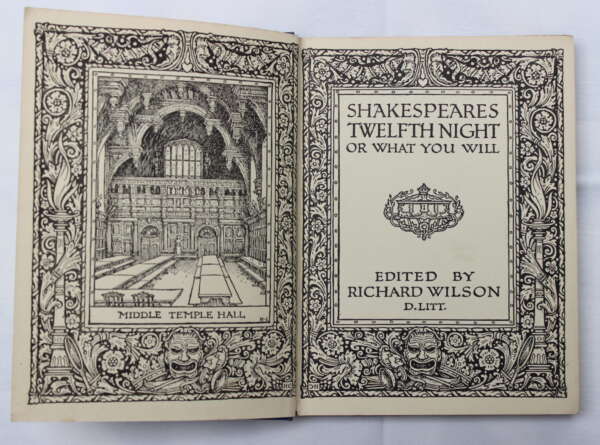 MIDDLE TEMPLE HALL
SHAKESPEARES
TWELFTH NIGHT
OR WHAT YOU WILL
EDITED BY
RICHARD WILSON
D.LITT.